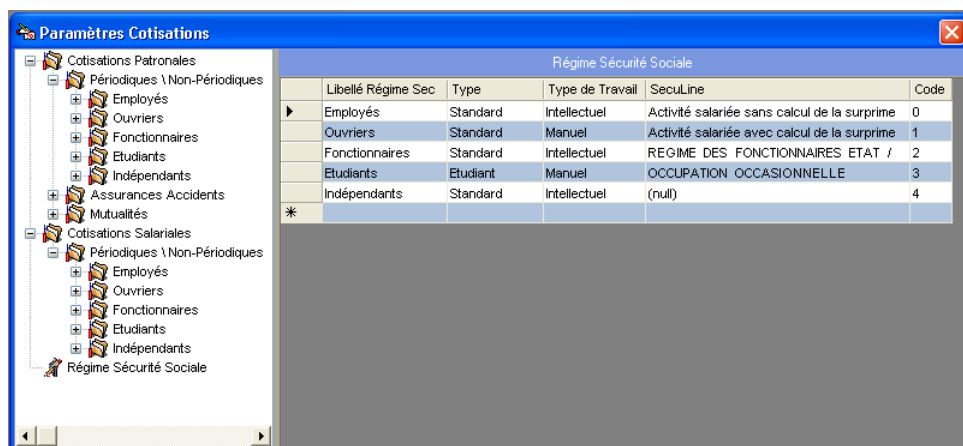 Paramètres Cotisations
Cotisations Patronales
Périodiques \ Non-Périodiques
Employés
Ouvriers
Fonctionnaires
Etudiants
Indépendants
Assurances Accidents
Mutualités
Cotisations Salariales
Périodiques \ Non-Périodiques
Employés
Ouvriers
Fonctionnaires
Etudiants
Indépendants
Régime Sécurité Sociale
Régime Sécurité Sociale
Libellé Régime Sec Type Type de Travail SecuLine Code
Employés Standard Intellectuel Activité salariée sans calcul de la surprime 0
Ouvriers Standard Manuel Activité salariée avec calcul de la surprime 1
Fonctionnaires Standard Intellectuel REGIME DES FONCTIONNAIRES ETAT / 2
Etudiants Etudiant Manuel OCCUPATION OCCASIONNELLE 3
Indépendants Standard Intellectuel (null) 4